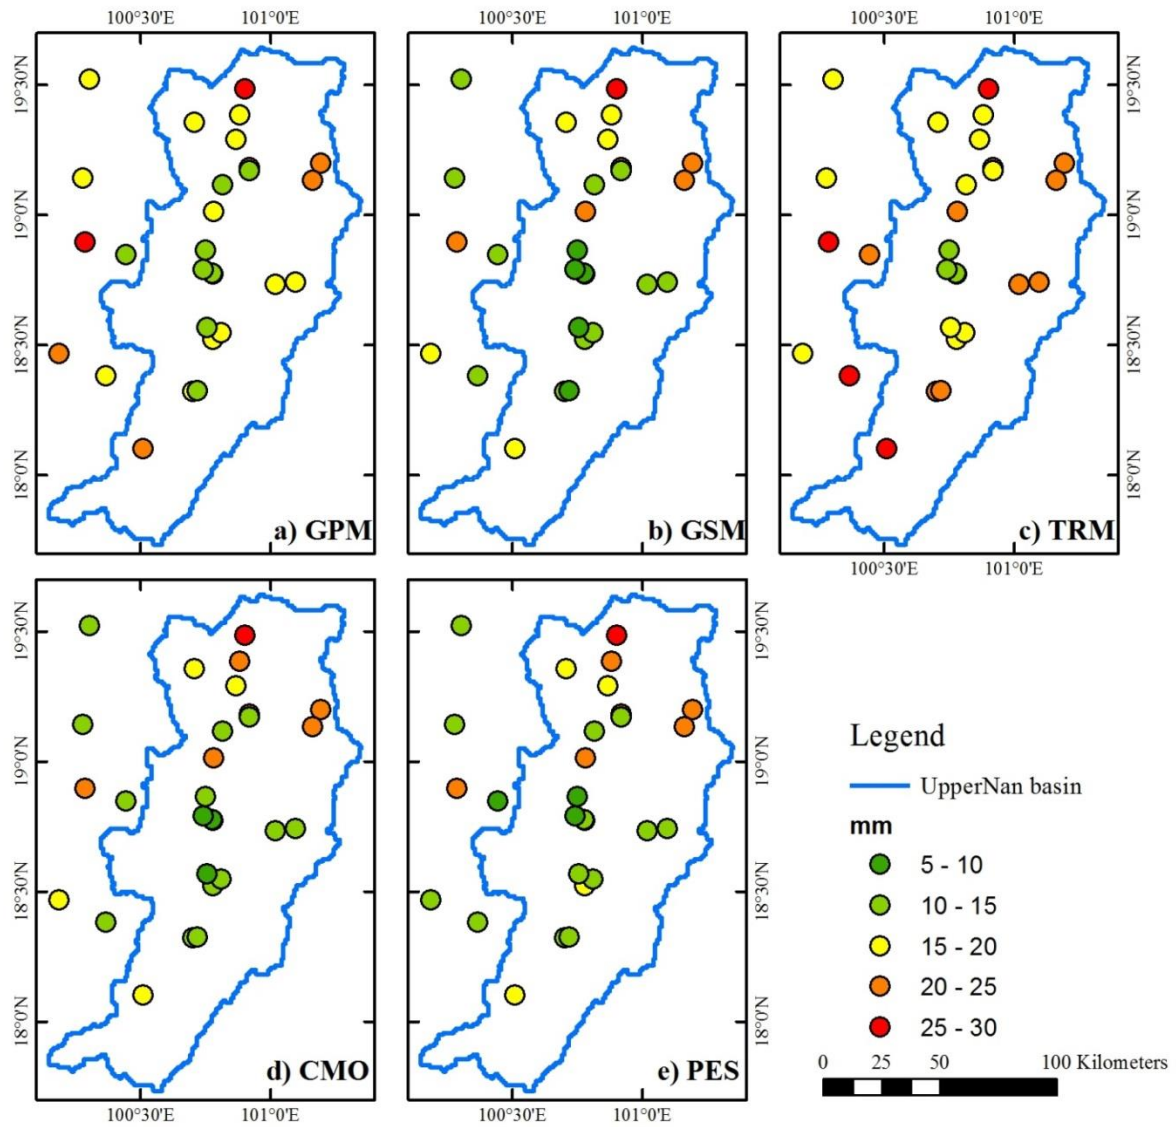 100°30'E 101°0'E 100°30'E 101°0'E 100°30'E 101°0'E
19°30'N
19°0'N
18°30'N
18°0'N
19°30'N
19°0'N
18°30'N
18°0'N
a) GPM
b) GSM
c) TRM
100°30'E 101°0'E
19°30'N
19°0'N
18°30'N
18°0'N
19°30'N
19°0'N
18°30'N
18°0'N
d) CMO
e) PES
100°30'E 101°0'E 100°30'E 101°0'E
Legend
UpperNan basin
mm
5 - 10
10 - 15
15 - 20
20 - 25
25 - 30
0 25 50 100 Kilometers